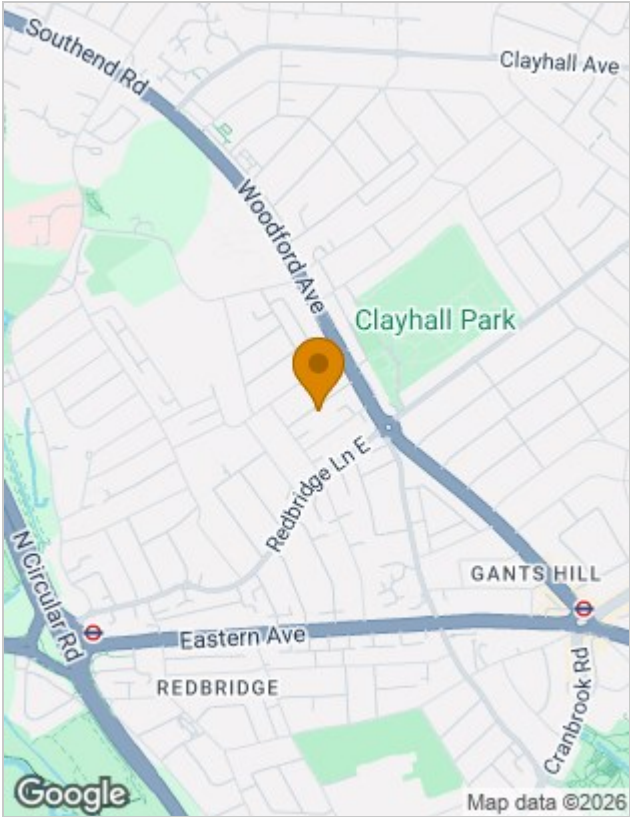 Southend Rd
Clayhall Ave
Woodford Ave
Clayhall Park
Redbridge Ln E
N Circular Rd
GANTS HILL
Eastern Ave
REDBRIDGE
Cranbrook Rd
Google
Map data ©2026